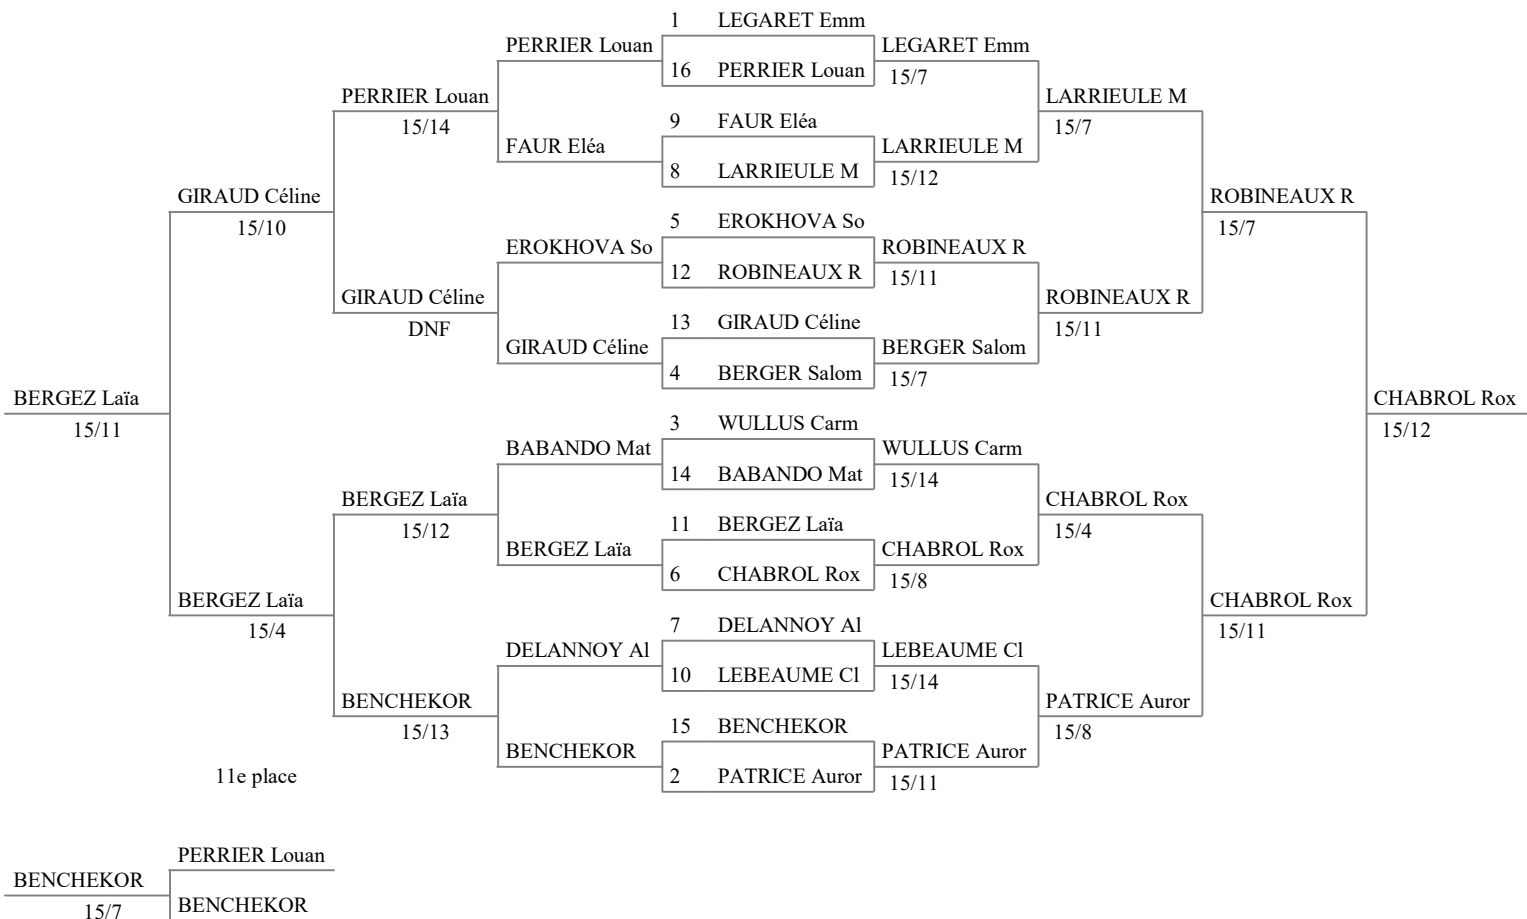 1 LEGARET Emm
PERRIER Louan LEGARET Emm
16 PERRIER Louan 15/7
PERRIER Louan LARRIEULE M
15/14 9 FAUR Eléa 15/7
FAUR Eléa LARRIEULE M
8 LARRIEULE M 15/12
GIRAUD Céline ROBINEAUX R
15/10 5 EROKHOVA So 15/7
EROKHOVA So ROBINEAUX R
12 ROBINEAUX R 15/11
GIRAUD Céline ROBINEAUX R
DNF 13 GIRAUD Céline 15/11
GIRAUD Céline BERGER Salom
4 BERGER Salom 15/7
BERGEZ Laïa CHABROL Rox
15/11 3 WULLUS Carm 15/12
BABANDO Mat WULLUS Carm
14 BABANDO Mat 15/14
BERGEZ Laïa CHABROL Rox
15/12 11 BERGEZ Laïa 15/4
BERGEZ Laïa CHABROL Rox
6 CHABROL Rox 15/8
BERGEZ Laïa CHABROL Rox
15/4 7 DELANNOY Al 15/11
DELANNOY Al LEBEAUME Cl
10 LEBEAUME Cl 15/14
BENCHEKOR PATRICE Auror
15/13 15 BENCHEKOR 15/8
BENCHEKOR PATRICE Auror
11e place 2 PATRICE Auror 15/11
PERRIER Louan
BENCHEKOR
15/7 BENCHEKOR